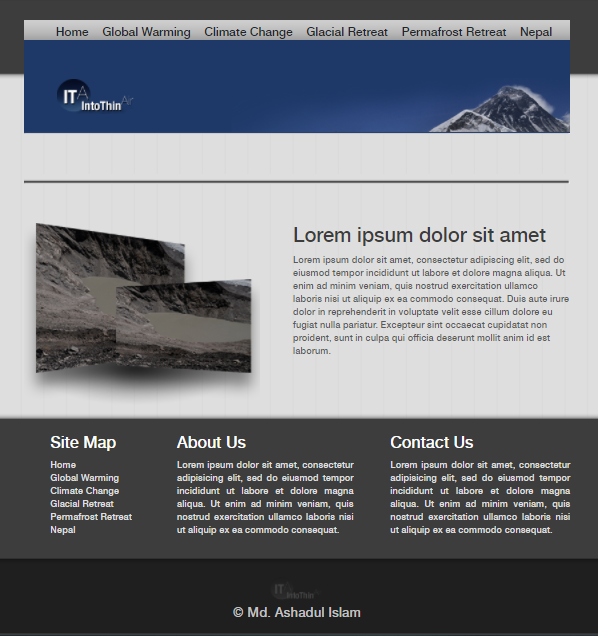 Home Global Warming Climate Change Glacial Retreat Permafrost Retreat Nepal
ITA
IntoThinAir
Lorem ipsum dolor sit amet
Lorem ipsum dolor sit amet, consectetur adipiscing elit, sed do
eiusmod tempor incididunt ut labore et dolore magna aliqua. Ut
enim ad minim veniam, quis nostrud exercitation ullamco
laboris nisi ut aliquip ex ea commodo consequat. Duis aute irure
dolor in reprehenderit in voluptate velit esse cillum dolore eu
fugiat nulla pariatur. Excepteur sint occaecat cupidatat non
proident, sunt in culpa qui officia deserunt mollit anim id est
laborum.
Site Map
Home
Global Warming
Climate Change
Glacial Retreat
Permafrost Retreat
Nepal
About Us
Lorem ipsum dolor sit amet, consectetur
adipisicing elit, sed do eiusmod tempor
incididunt ut labore et dolore magna
aliqua. Ut enim ad minim veniam, quis
nostrud exercitation ullamco laboris nisi
ut aliquip ex ea commodo consequat.
Contact Us
Lorem ipsum dolor sit amet, consectetur
adipisicing elit, sed do eiusmod tempor
incididunt ut labore et dolore magna
aliqua. Ut enim ad minim veniam, quis
nostrud exercitation ullamco laboris nisi
ut aliquip ex ea commodo consequat.
IT
IntoThin
© Md. Ashadul Islam